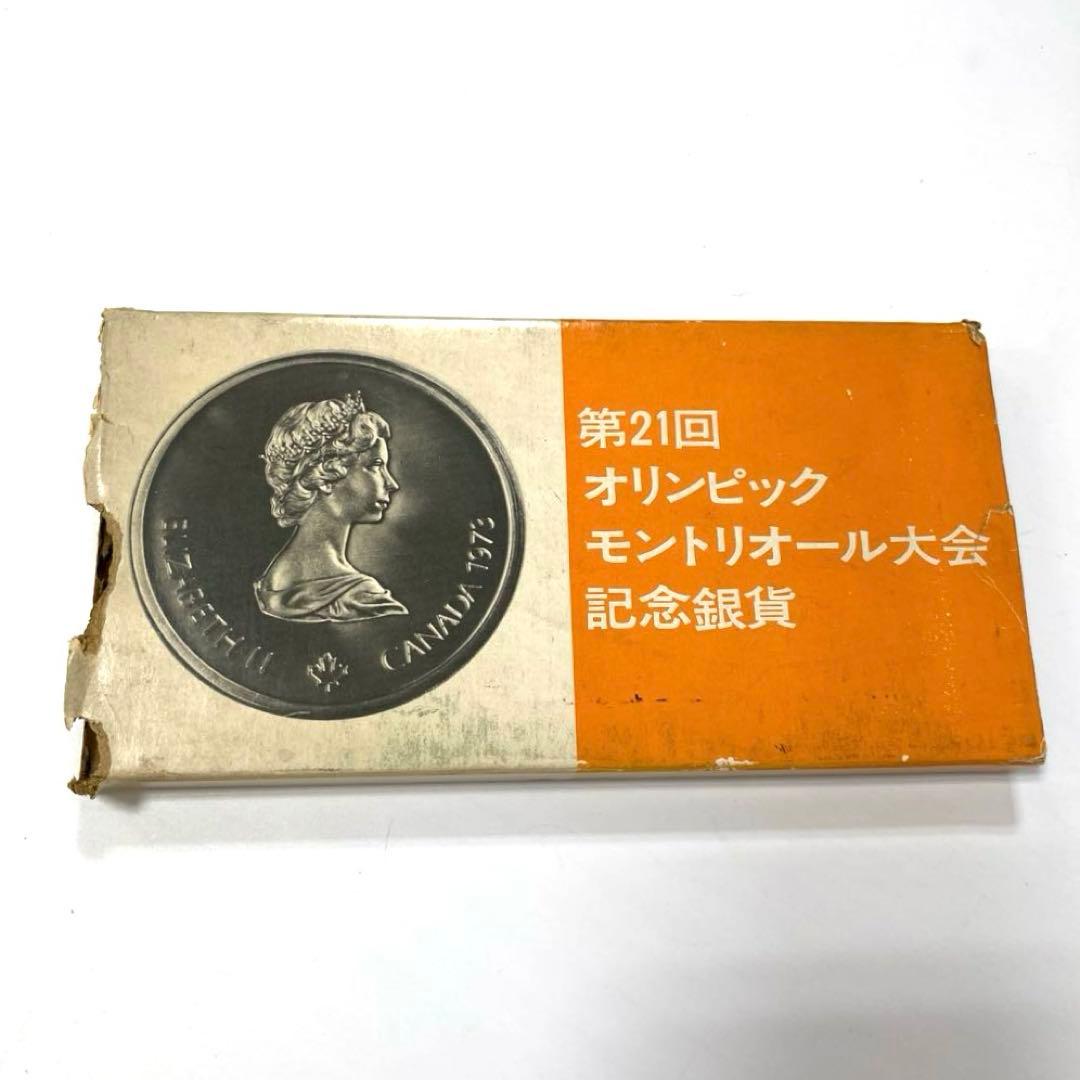 ELIZABETH II
CANADA 1973
第21回
オリンピック
モントリオール大会
記念銀貨